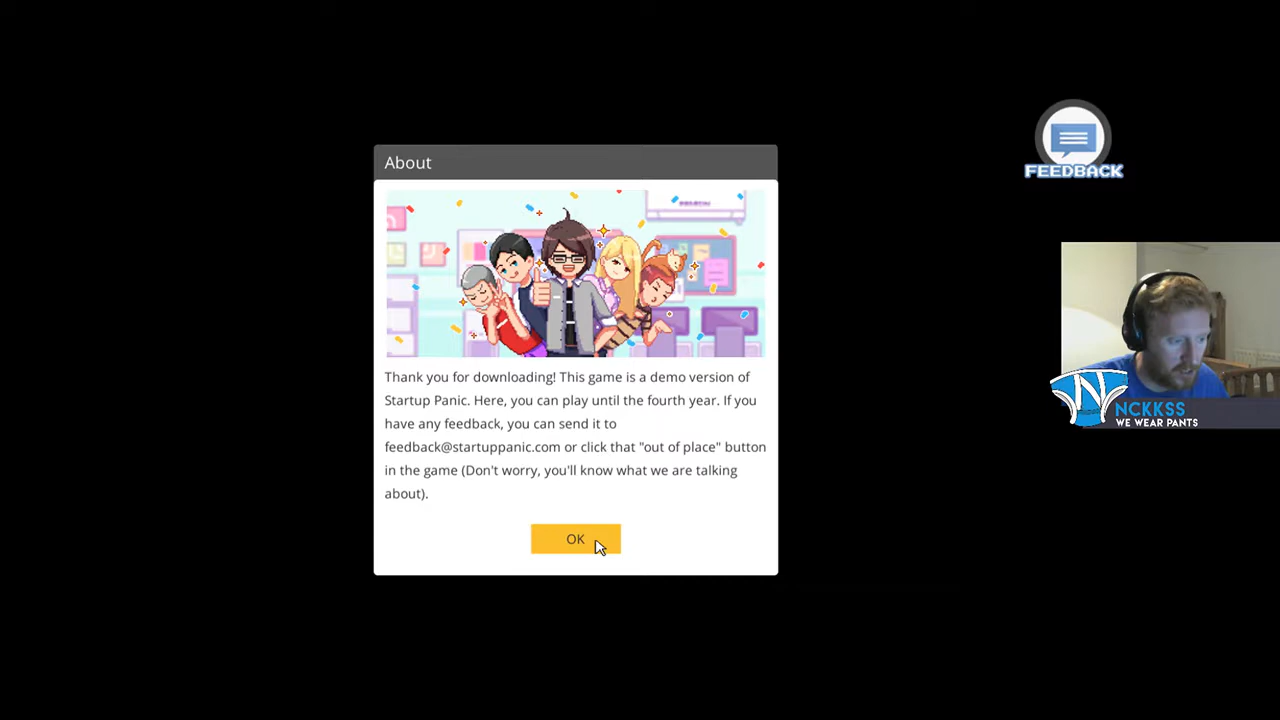 FEEDBACK
About
Thank you for downloading! This game is a demo version of
Startup Panic. Here, you can play until the fourth year. If you
have any feedback, you can send it to
feedback@startuppanic.com or click that "out of place" button
in the game (Don't worry, you'll know what we are talking
about).
OK
NCKKSS
WE WEAR PANTS